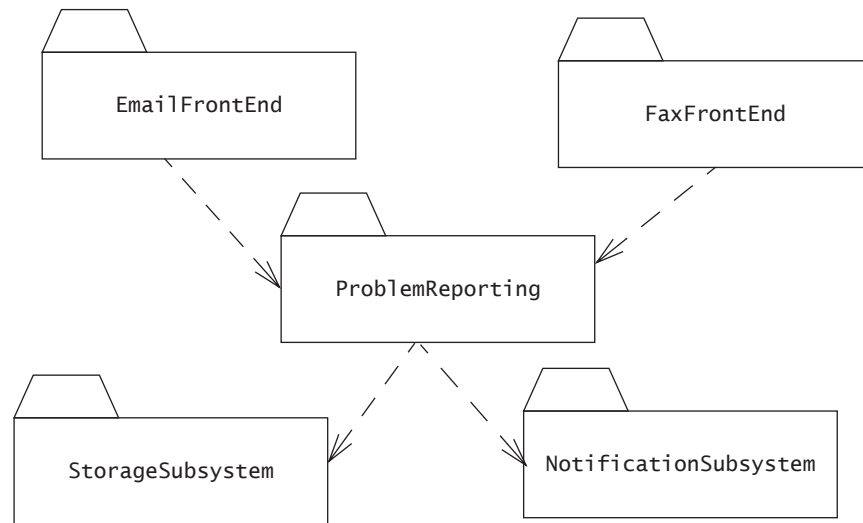 EmailFrontEnd
FaxFrontEnd
ProblemReporting
StorageSubsystem
NotificationSubsystem